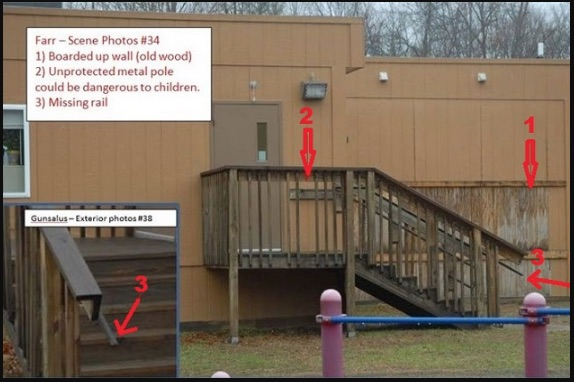 Farr – Scene Photos #34
1) Boarded up wall (old wood)
2) Unprotected metal pole
could be dangerous to children.
3) Missing rail
2
1
Gunsalus – Exterior photos #38
3
3